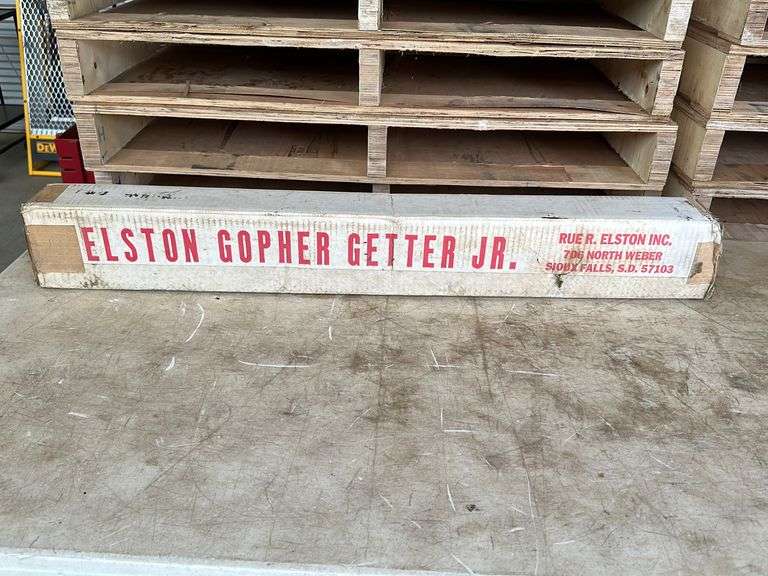 ELSTON GOPHER GETTER JR.
RUE R. ELSTON INC.
706 NORTH WEBER
SIOUX FALLS, S.D. 57103